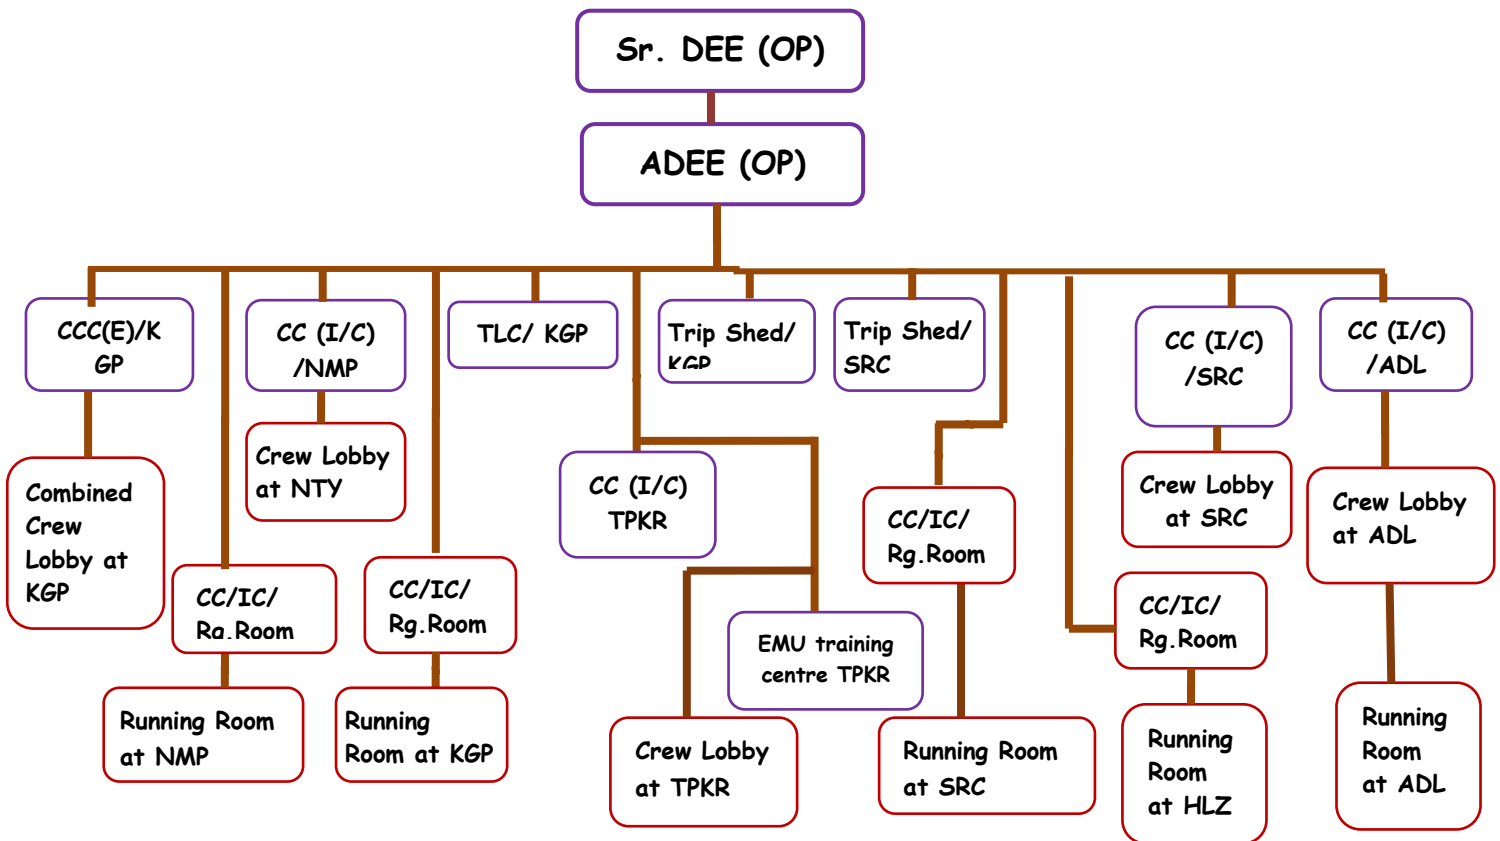 Sr. DEE (OP)
ADEE (OP)
CCC(E)/K
GP
CC (I/C)
/NMP
TLC/ KGP
Trip Shed/
KGP
Trip Shed/
SRC
CC (I/C)
/SRC
CC (I/C)
/ADL
Combined
Crew
Lobby at
KGP
Crew Lobby
at NTY
CC (I/C)
TPKR
CC/IC/
Rg.Room
Crew Lobby
at SRC
Crew Lobby
at ADL
CC/IC/
Rg.Room
CC/IC/
Rg.Room
EMU training
centre TPKR
CC/IC/
Rg.Room
Running Room
at NMP
Running
Room at KGP
Crew Lobby
at TPKR
Running Room
at SRC
Running
Room
at HLZ
Running
Room
at ADL